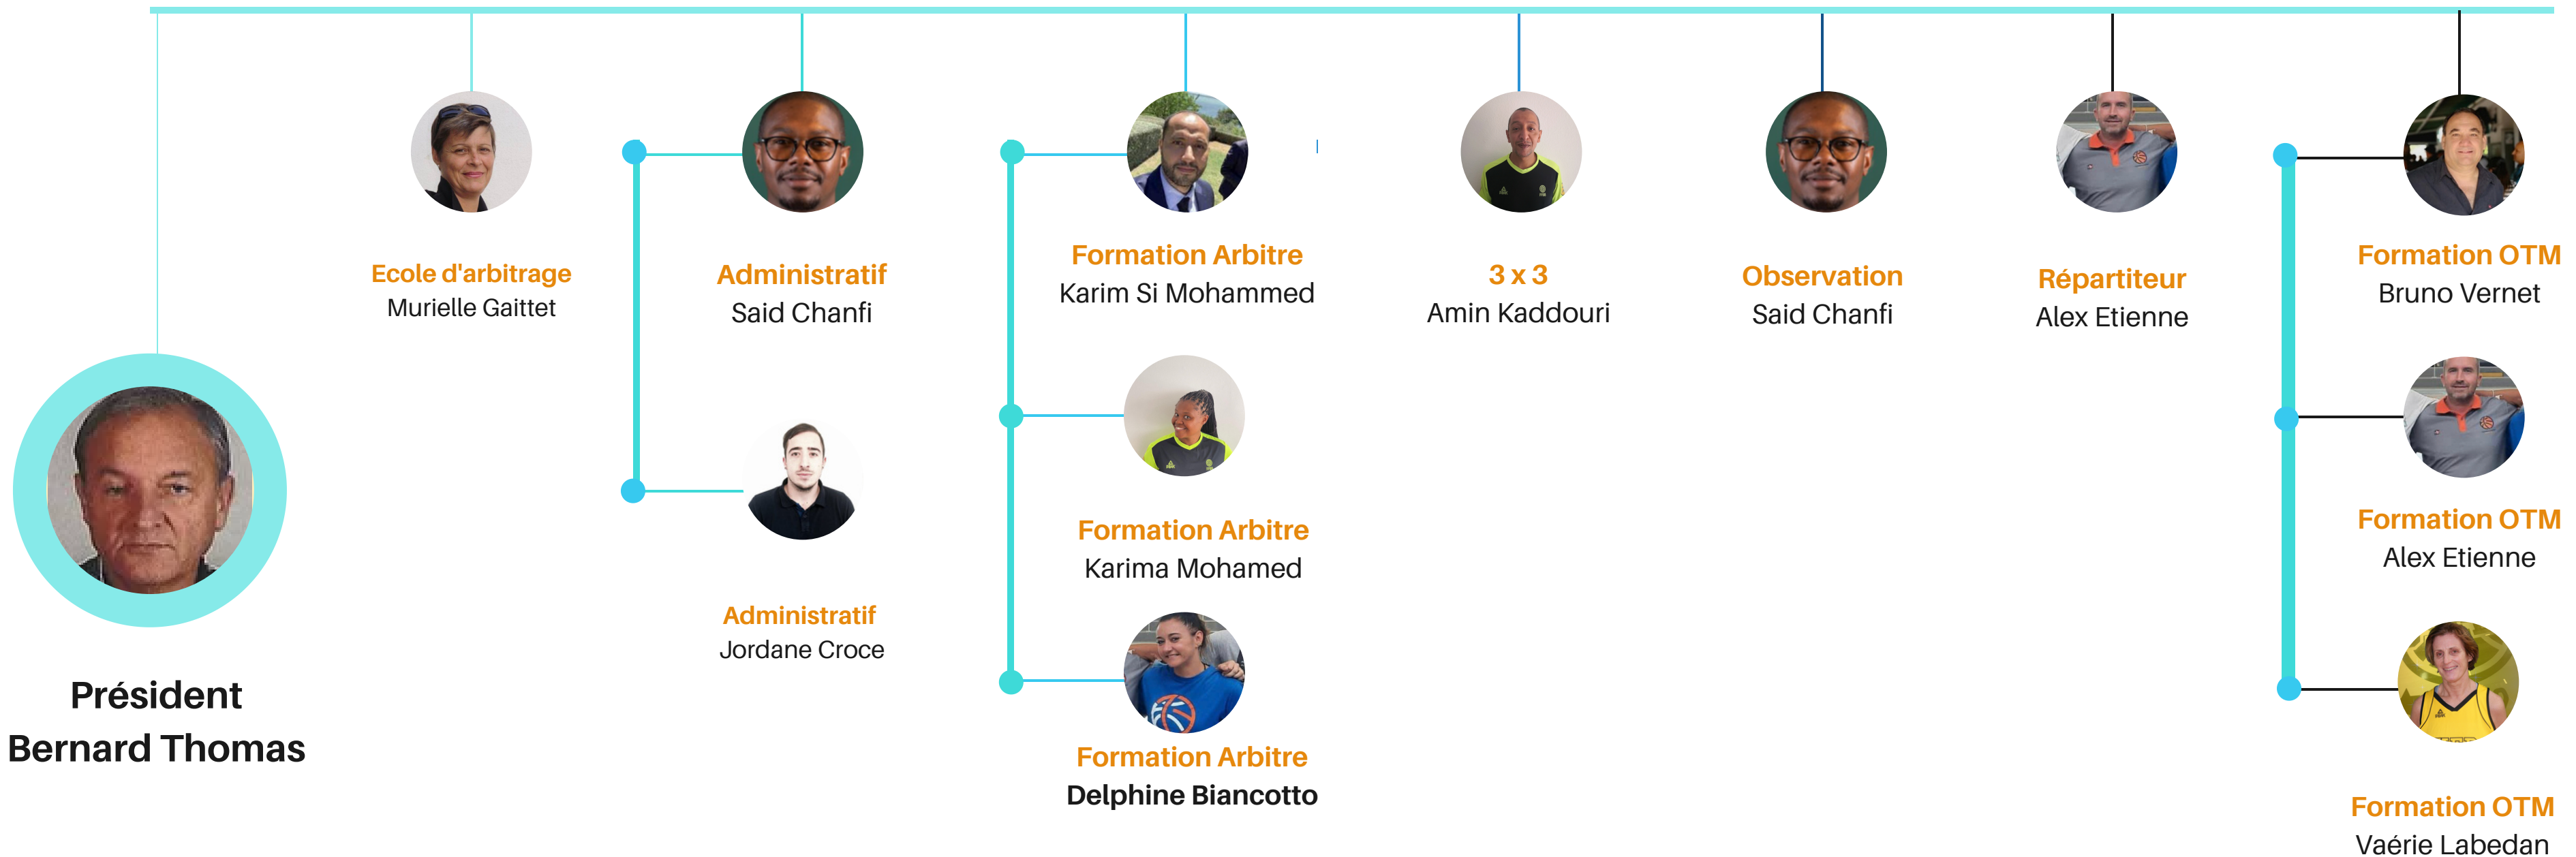 Ecole d'arbitrage
Murielle Gaittet
Administratif
Said Chanfi
Administratif
Jordane Croce
Formation Arbitre
Karim Si Mohammed
Formation Arbitre
Karima Mohamed
Formation Arbitre
Delphine Biancotto
3 x 3
Amin Kaddouri
Observation
Said Chanfi
Répartiteur
Alex Etienne
Formation OTM
Bruno Vernet
Formation OTM
Alex Etienne
Formation OTM
Vaérie Labedan
Président
Bernard Thomas